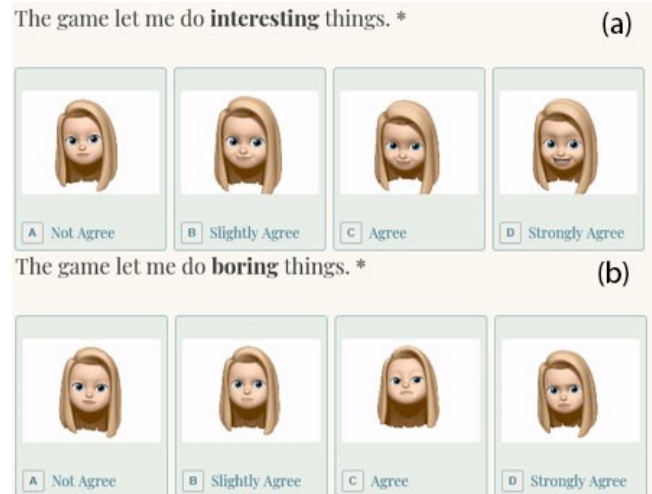 The game let me do interesting things. * (a)
A Not Agree B Slightly Agree C Agree D Strongly Agree
The game let me do boring things. * (b)
A Not Agree B Slightly Agree C Agree D Strongly Agree